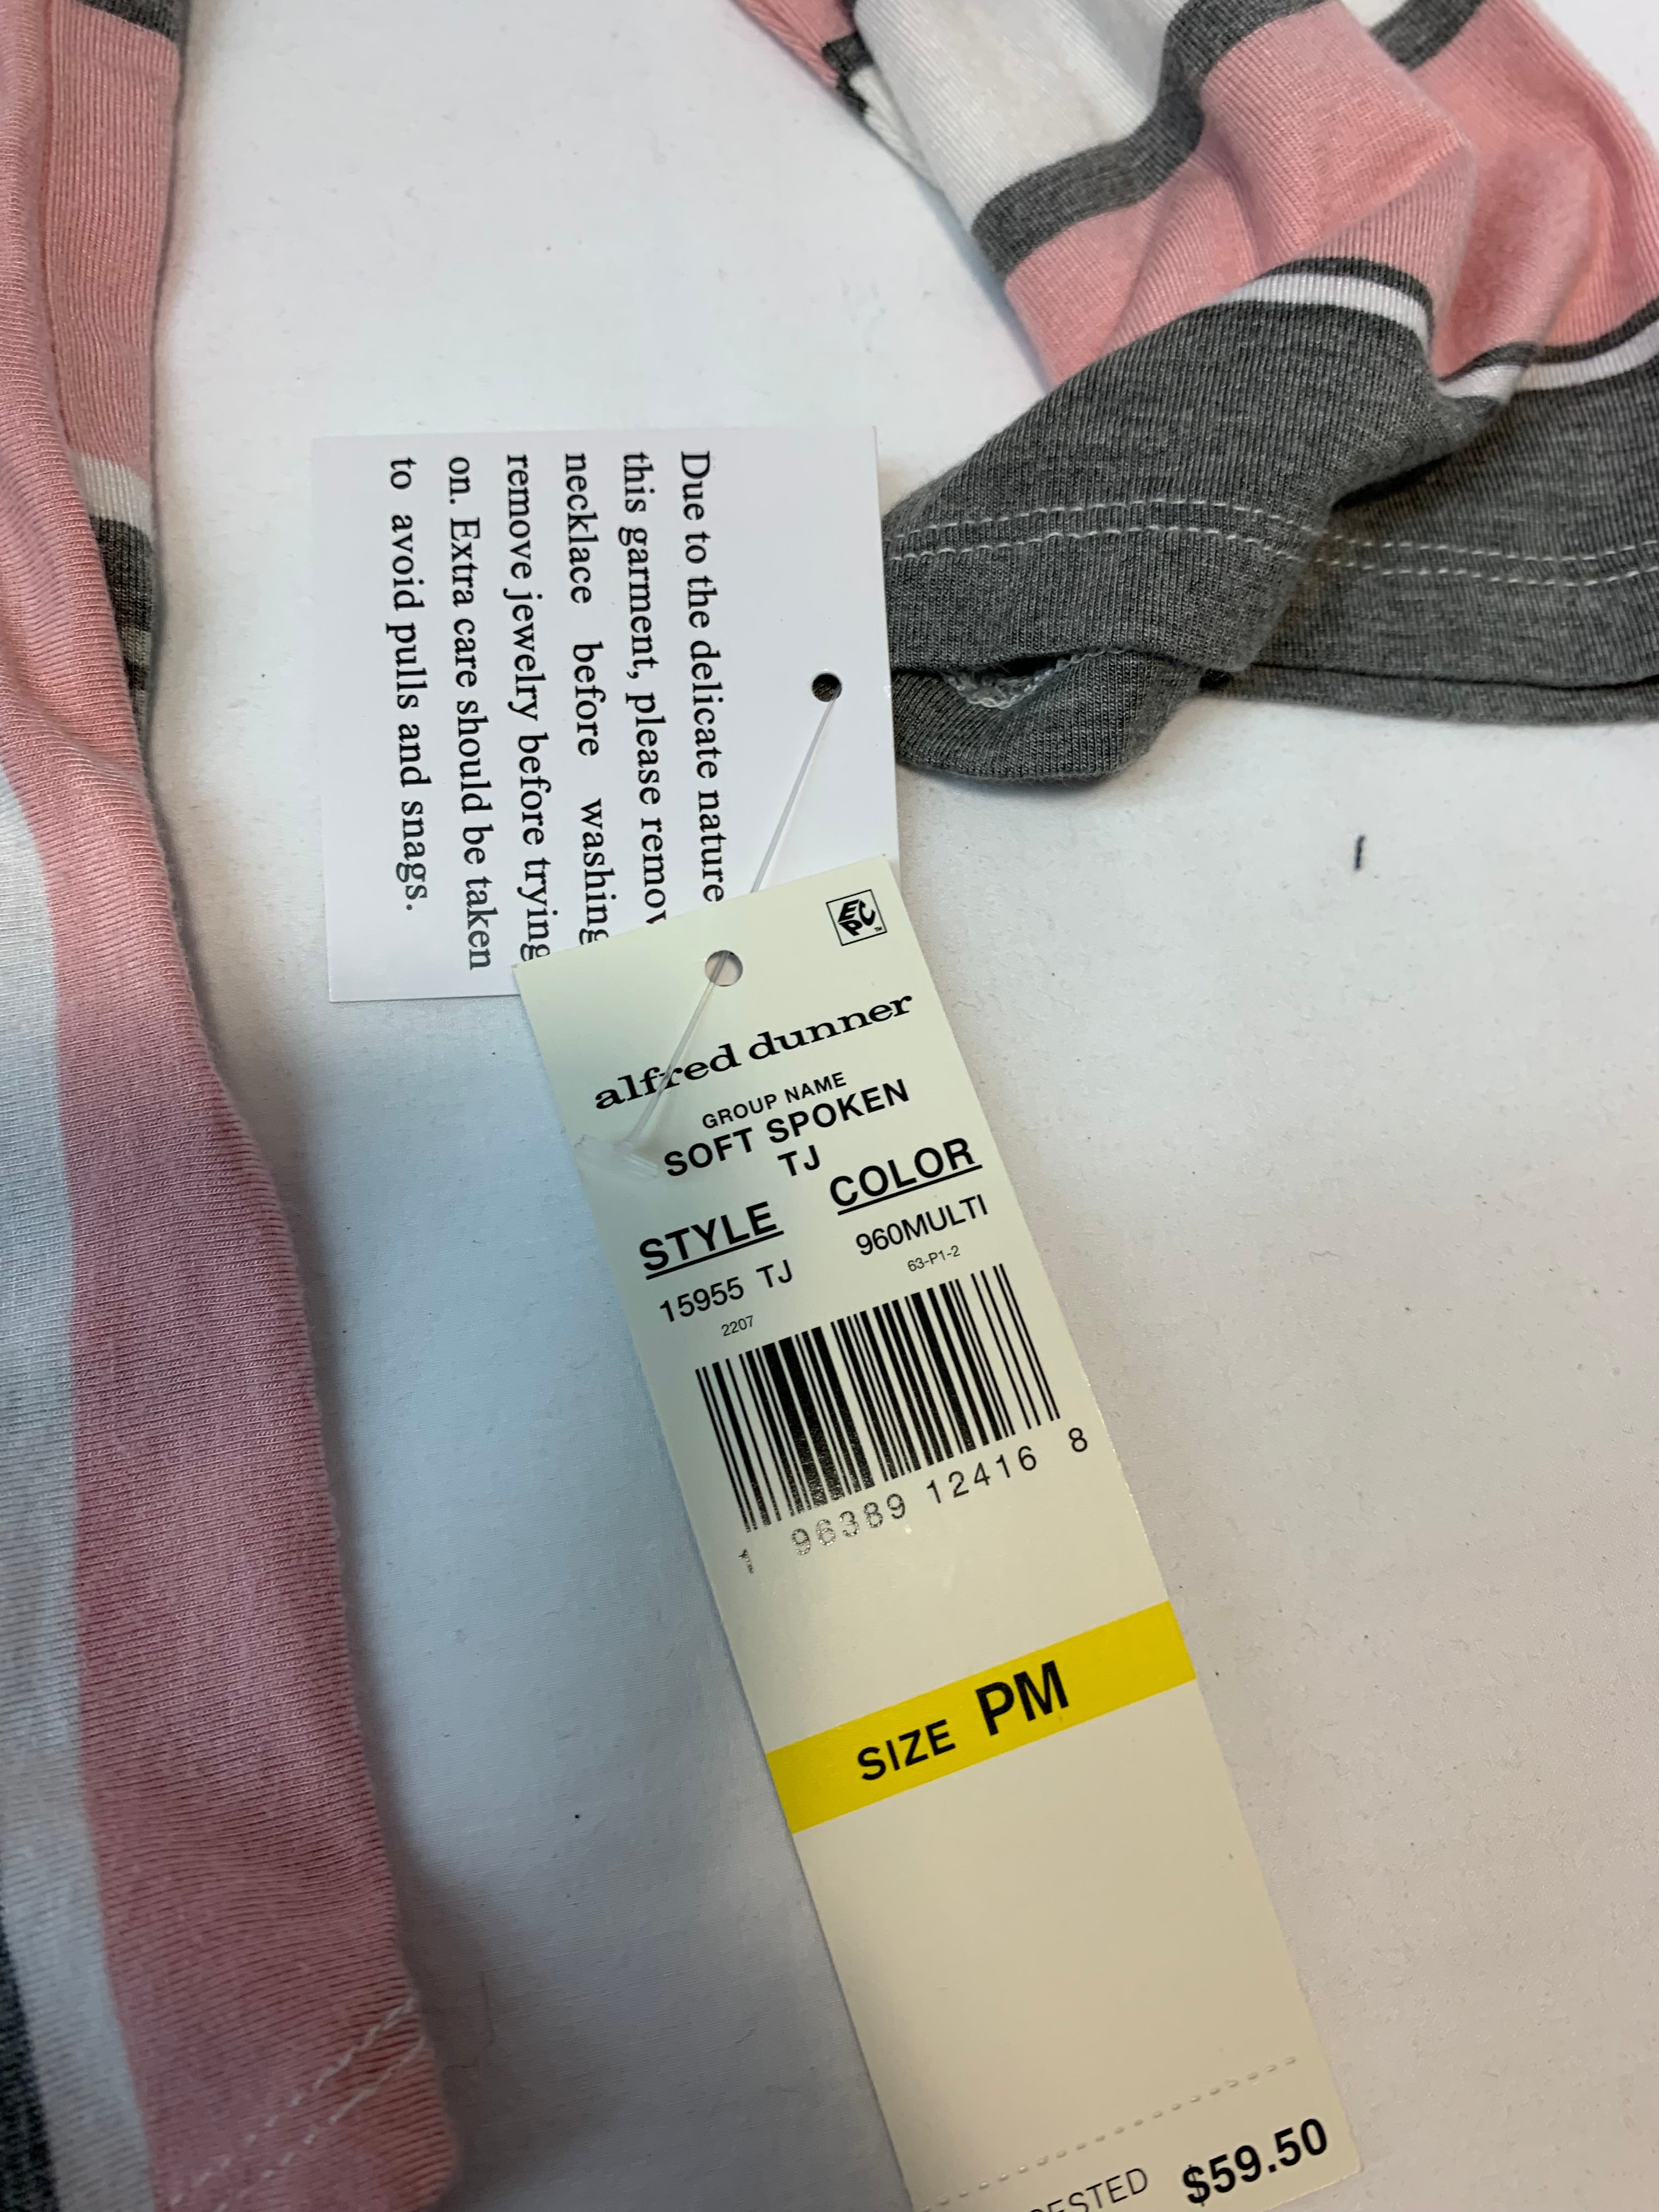 Due to the delicate nature
this garment, please remov
necklace before washing
remove jewelry before trying
on. Extra care should be taken
to avoid pulls and snags.
alfred dunner
GROUP NAME
SOFT SPOKEN
TJ
STYLE COLOR
15955 TJ 960MULTI
2207 63-P1-2
1 96389 12416 8
SIZE PM
ESTED $59.50